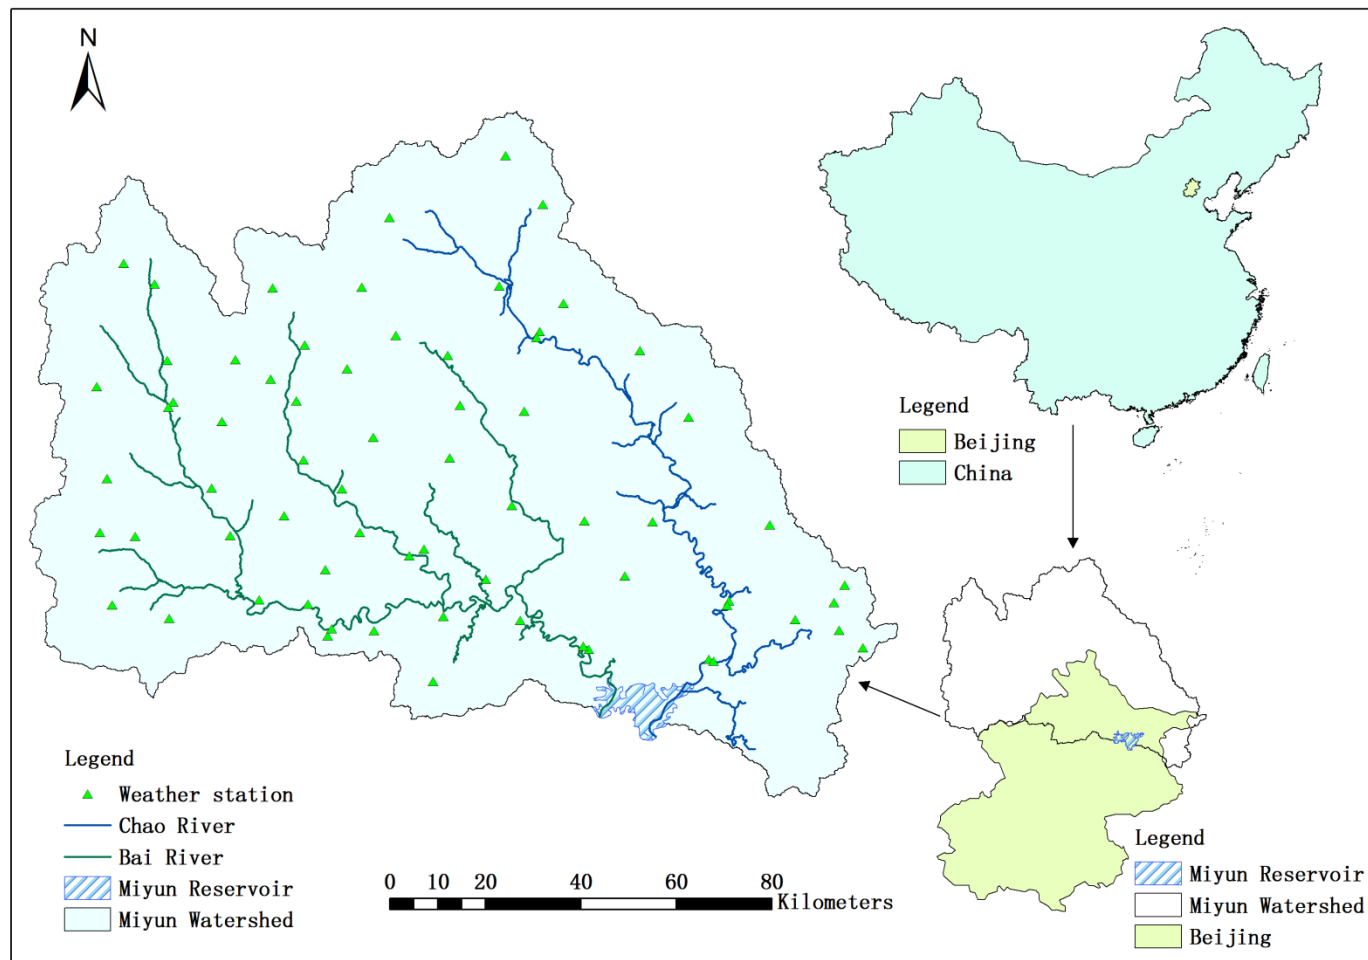 N
Legend
Beijing
China
Legend
Weather station
Chao River
Bai River
Miyun Reservoir
Miyun Watershed
0 10 20 40 60 80
Kilometers
Legend
Miyun Reservoir
Miyun Watershed
Beijing